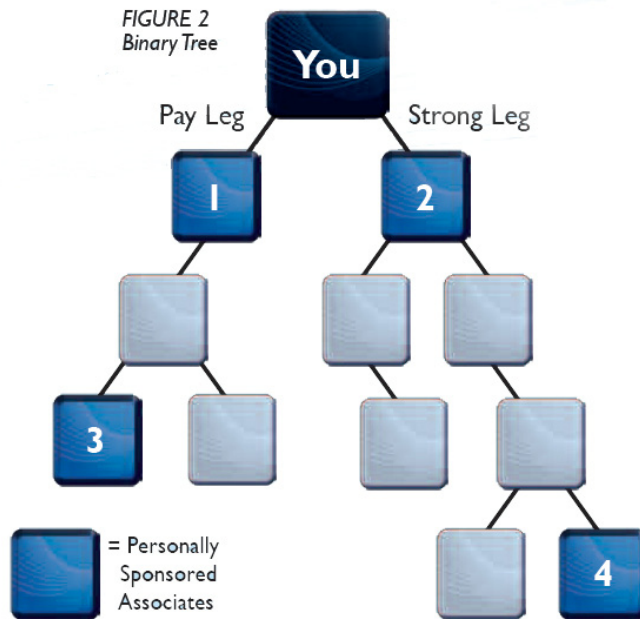 FIGURE 2
Binary Tree
You
Pay Leg
Strong Leg
1
2
3
4
= Personally
Sponsored
Associates